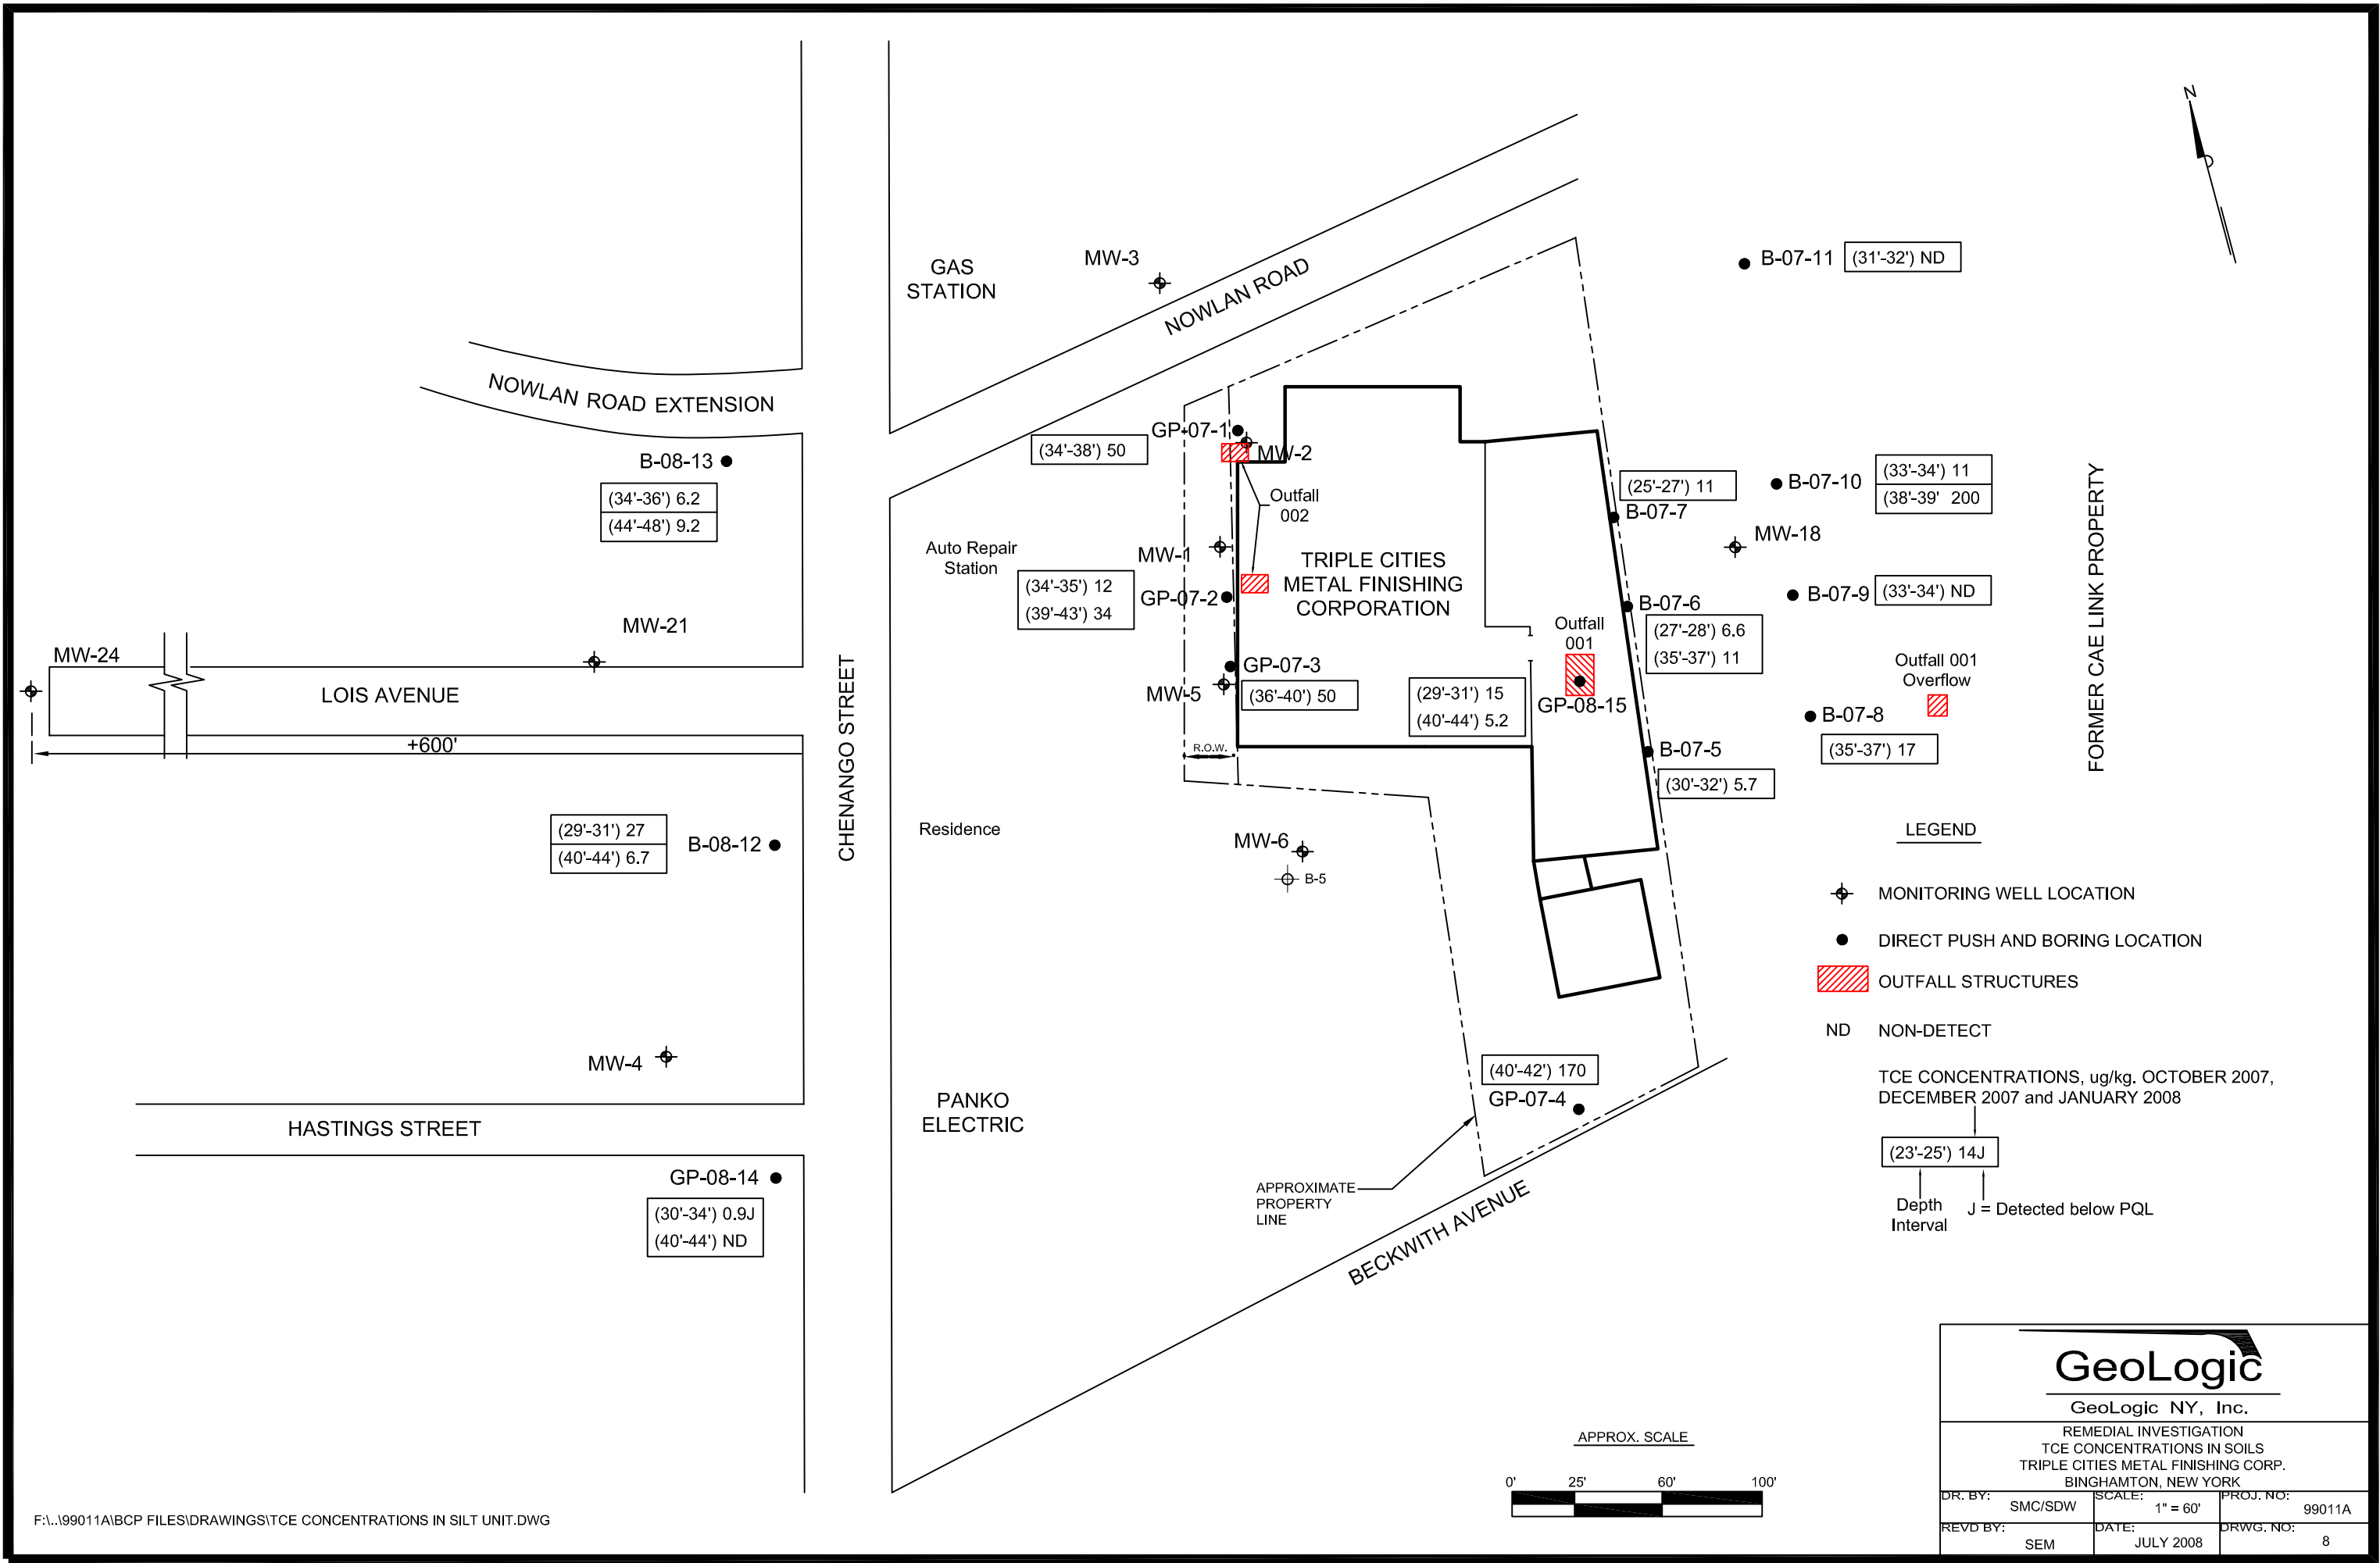 N
GAS
STATION
MW-3
NOWLAN ROAD
B-07-11
(31'-32') ND
NOWLAN ROAD EXTENSION
B-08-13
(34'-36') 6.2
(44'-48') 9.2
(34'-38') 50
GP-07-1
MW-2
Outfall
002
Auto Repair
Station
MW-1
(34'-35') 12
(39'-43') 34
GP-07-2
TRIPLE CITIES
METAL FINISHING
CORPORATION
(25'-27') 11
B-07-7
B-07-10
(33'-34') 11
(38'-39' 200
MW-18
B-07-9
(33'-34') ND
B-07-6
(27'-28') 6.6
(35'-37') 11
Outfall
001
GP-08-15
(29'-31') 15
(40'-44') 5.2
Outfall 001
Overflow
B-07-8
(35'-37') 17
FORMER CAE LINK PROPERTY
MW-21
MW-24
LOIS AVENUE
+600'
CHENANGO STREET
GP-07-3
MW-5
(36'-40') 50
R.O.W.
B-07-5
(30'-32') 5.7
(29'-31') 27
(40'-44') 6.7
B-08-12
Residence
MW-6
B-5
MW-4
HASTINGS STREET
PANKO
ELECTRIC
(40'-42') 170
GP-07-4
GP-08-14
(30'-34') 0.9J
(40'-44') ND
APPROXIMATE
PROPERTY
LINE
BECKWITH AVENUE
LEGEND
MONITORING WELL LOCATION
DIRECT PUSH AND BORING LOCATION
OUTFALL STRUCTURES
ND NON-DETECT
TCE CONCENTRATIONS, ug/kg. OCTOBER 2007,
DECEMBER 2007 and JANUARY 2008
(23'-25') 14J
Depth
Interval
J = Detected below PQL
APPROX. SCALE
0' 25' 60' 100'
GeoLogic
GeoLogic NY, Inc.
REMEDIAL INVESTIGATION
TCE CONCENTRATIONS IN SOILS
TRIPLE CITIES METAL FINISHING CORP.
BINGHAMTON, NEW YORK
DR. BY: SMC/SDW
SCALE: 1" = 60'
PROJ. NO: 99011A
REVD BY: SEM
DATE: JULY 2008
DRWG. NO: 8
F:\..\99011A\BCP FILES\DRAWINGS\TCE CONCENTRATIONS IN SILT UNIT.DWG